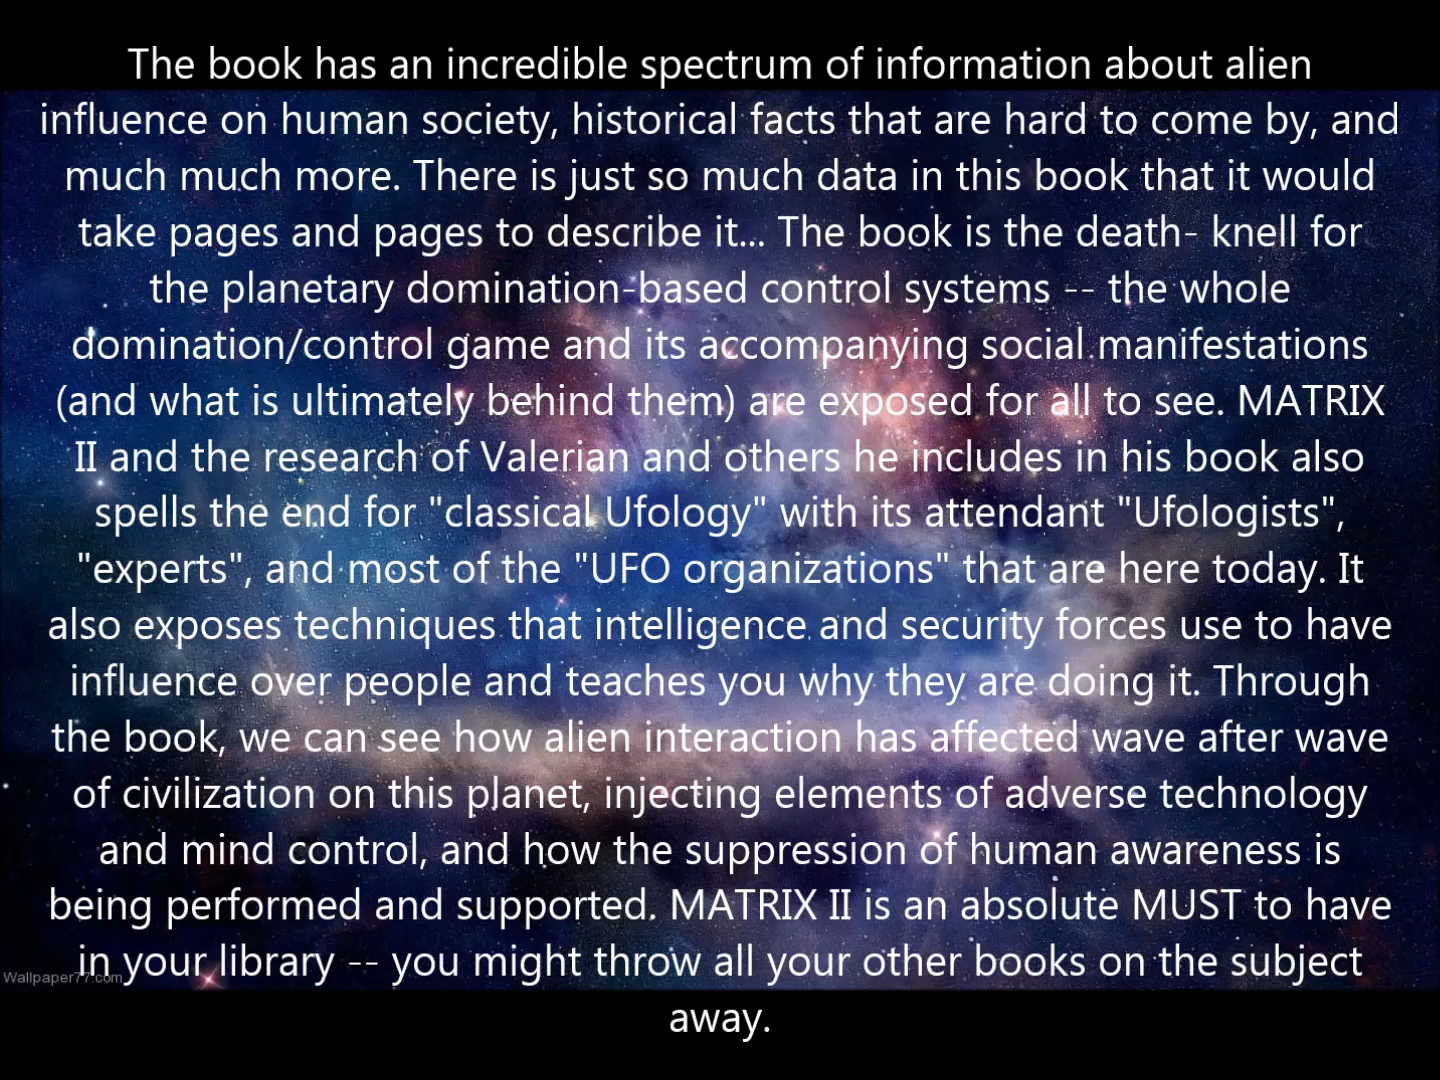 The book has an incredible spectrum of information about alien
influence on human society, historical facts that are hard to come by, and
much much more. There is just so much data in this book that it would
take pages and pages to describe it... The book is the death- knell for
the planetary domination-based control systems -- the whole
domination/control game and its accompanying social manifestations
(and what is ultimately behind them) are exposed for all to see. MATRIX
II and the research of Valerian and others he includes in his book also
spells the end for "classical Ufology" with its attendant "Ufologists",
"experts", and most of the "UFO organizations" that are here today. It
also exposes techniques that intelligence and security forces use to have
influence over people and teaches you why they are doing it. Through
the book, we can see how alien interaction has affected wave after wave
of civilization on this planet, injecting elements of adverse technology
and mind control, and how the suppression of human awareness is
being performed and supported. MATRIX II is an absolute MUST to have
in your library -- you might throw all your other books on the subject
away.
Wallpaper77.com